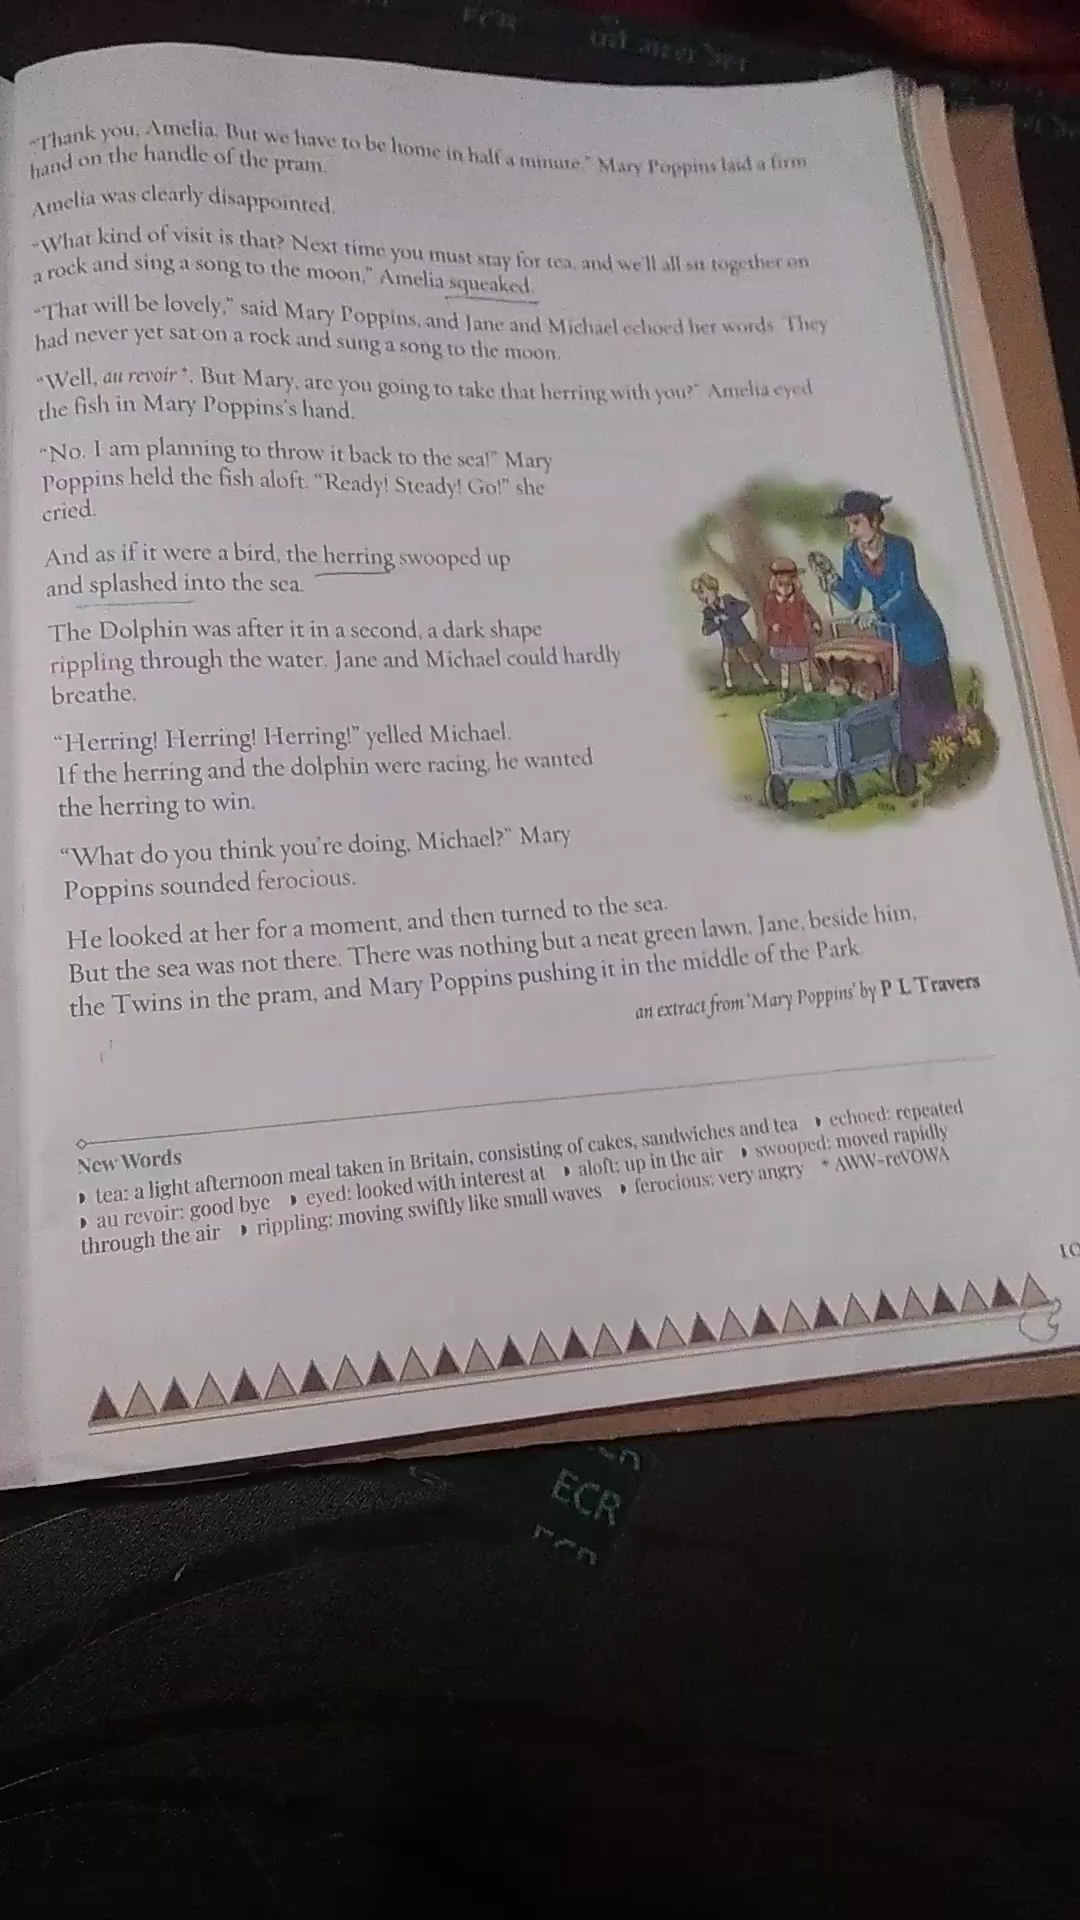 "Thank you, Amelia. But we have to be home in half a minute." Mary Poppins laid a firm
hand on the handle of the pram.
Amelia was clearly disappointed.
"What kind of visit is that? Next time you must stay for tea, and we'll all sit together on
a rock and sing a song to the moon," Amelia squeaked.
"That will be lovely," said Mary Poppins, and Jane and Michael echoed her words. They
had never yet sat on a rock and sung a song to the moon.
"Well, au revoir*. But Mary, are you going to take that herring with you?" Amelia eyed
the fish in Mary Poppins's hand.
"No. I am planning to throw it back to the sea!" Mary
Poppins held the fish aloft. "Ready! Steady! Go!" she
cried.
And as if it were a bird, the herring swooped up
and splashed into the sea.
The Dolphin was after it in a second, a dark shape
rippling through the water. Jane and Michael could hardly
breathe.
"Herring! Herring! Herring!" yelled Michael.
If the herring and the dolphin were racing, he wanted
the herring to win.
"What do you think you're doing, Michael?" Mary
Poppins sounded ferocious.
He looked at her for a moment, and then turned to the sea.
But the sea was not there. There was nothing but a neat green lawn. Jane, beside him,
the Twins in the pram, and Mary Poppins pushing it in the middle of the Park.
an extract from 'Mary Poppins' by P L Travers
New Words
◗ tea: a light afternoon meal taken in Britain, consisting of cakes, sandwiches and tea ◗ echoed: repeated
◗ au revoir: good bye ◗ eyed: looked with interest at ◗ aloft: up in the air ◗ swooped: moved rapidly
through the air ◗ rippling: moving swiftly like small waves ◗ ferocious: very angry * AWW-reVOWA
10
ECR